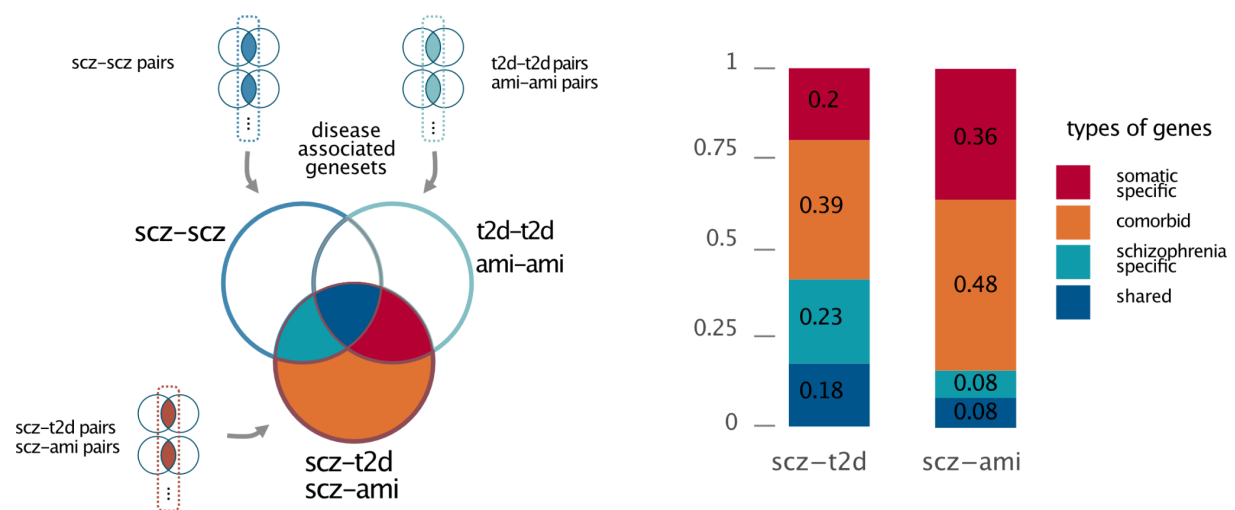 scz–scz pairs
t2d–t2d pairs
ami–ami pairs
⋮
⋮
disease
associated
genesets
scz–scz
t2d–t2d
ami–ami
scz–t2d pairs
scz–ami pairs
⋮
scz–t2d
scz–ami
1
0.75
0.5
0.25
0
0.2
0.39
0.23
0.18
0.36
0.48
0.08
0.08
scz–t2d
scz–ami
types of genes
somatic
specific
comorbid
schizophrenia
specific
shared